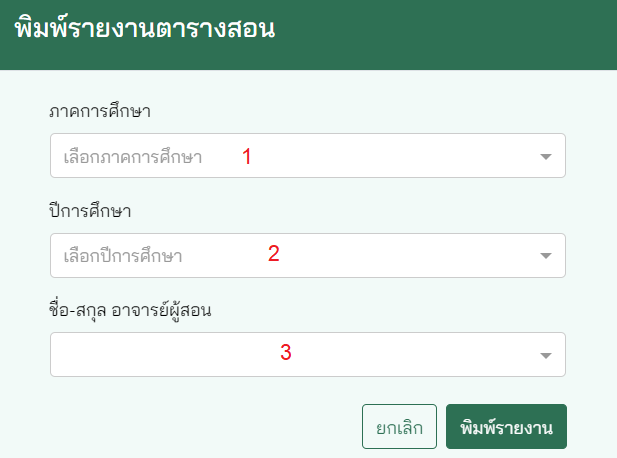 พิมพ์รายงานตารางสอน
ภาคการศึกษา
เลือกภาคการศึกษา 1
ปีการศึกษา
เลือกปีการศึกษา 2
ชื่อ-สกุล อาจารย์ผู้สอน
3
ยกเลิก พิมพ์รายงาน